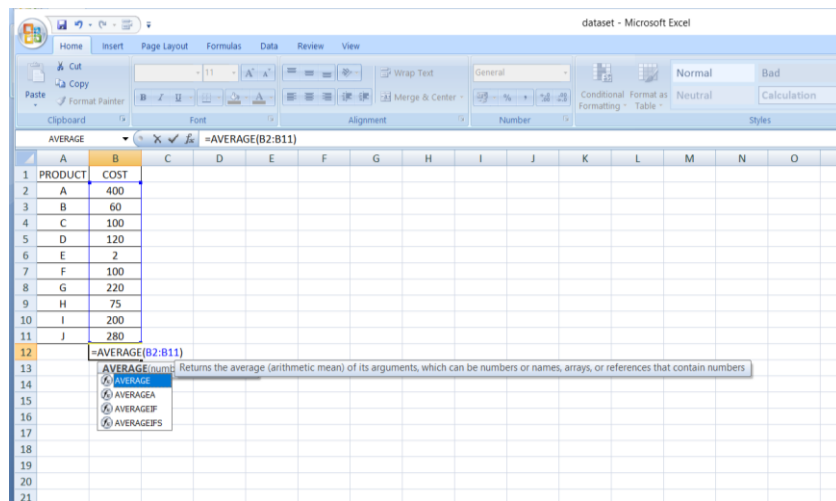 dataset - Microsoft Excel
Home Insert Page Layout Formulas Data Review View
Paste
Cut
Copy
Format Painter
Clipboard
11 A A
B I U A
Font
Wrap Text
Merge & Center
Alignment
General
%
Number
Conditional Formatting
Format as Table
Normal Bad
Neutral Calculation
Styles
AVERAGE fx =AVERAGE(B2:B11)
A B C D E F G H I J K L M N O
1 PRODUCT COST
2 A 400
3 B 60
4 C 100
5 D 120
6 E 2
7 F 100
8 G 220
9 H 75
10 I 200
11 J 280
12 =AVERAGE(B2:B11)
13 AVERAGE(numb Returns the average (arithmetic mean) of its arguments, which can be numbers or names, arrays, or references that contain numbers
14 AVERAGE
15 AVERAGEA
16 AVERAGEIF
17 AVERAGEIFS
18
19
20
21